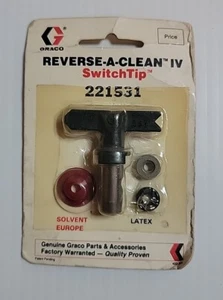 GRACO
Price
REVERSE-A-CLEAN™ IV
SwitchTip™
221531
SOLVENT
EUROPE
LATEX
Genuine Graco Parts & Accessories
Factory Warranted — Quality Proven